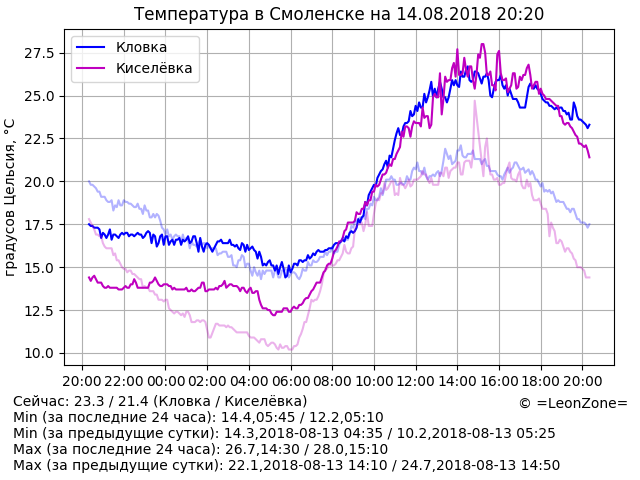 Температура в Смоленске на 14.08.2018 20:20
Кловка
Киселёвка
градусов Цельсия, °C
27.5
25.0
22.5
20.0
17.5
15.0
12.5
10.0
20:00 22:00 00:00 02:00 04:00 06:00 08:00 10:00 12:00 14:00 16:00 18:00 20:00
Сейчас: 23.3 / 21.4 (Кловка / Киселёвка)
© =LeonZone=
Min (за последние 24 часа): 14.4,05:45 / 12.2,05:10
Min (за предыдущие сутки): 14.3,2018-08-13 04:35 / 10.2,2018-08-13 05:25
Max (за последние 24 часа): 26.7,14:30 / 28.0,15:10
Max (за предыдущие сутки): 22.1,2018-08-13 14:10 / 24.7,2018-08-13 14:50